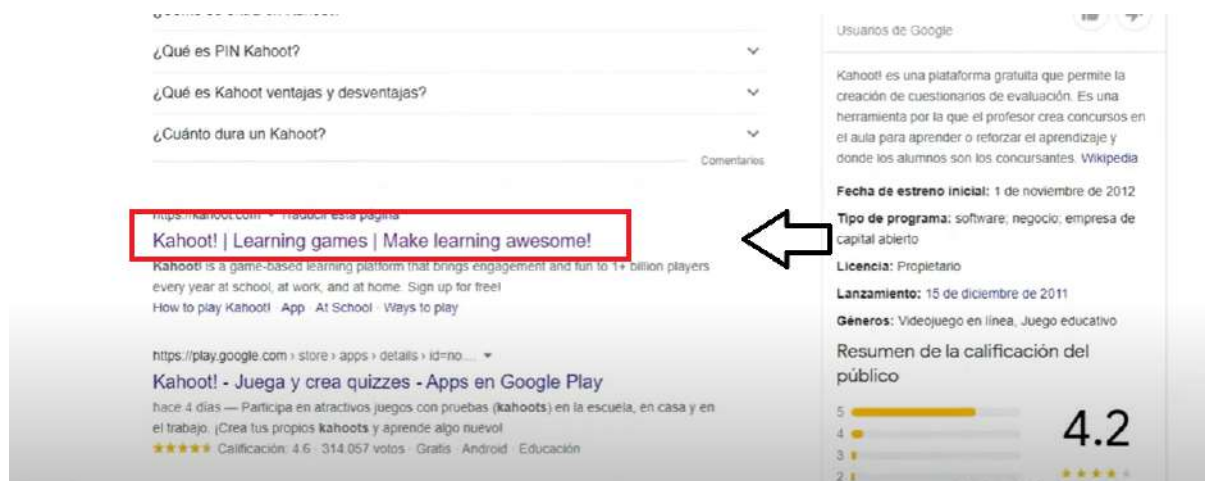 ¿Qué es PIN Kahoot?
¿Qué es Kahoot ventajas y desventajas?
¿Cuánto dura un Kahoot?
Comentarios
https://kahoot.com Traducir esta página
Kahoot! | Learning games | Make learning awesome!
Kahoot! is a game-based learning platform that brings engagement and fun to 1+ billion players
every year at school, at work, and at home. Sign up for free!
How to play Kahoot! · App · At School · Ways to play
https://play.google.com › store › apps › details › id=no....
Kahoot! - Juega y crea quizzes - Apps en Google Play
hace 4 días — Participa en atractivos juegos con pruebas (kahoots) en la escuela, en casa y en
el trabajo. ¡Crea tus propios kahoots y aprende algo nuevo!
Calificación: 4.6 · 314.057 votos · Gratis · Android · Educación
Usuarios de Google
Kahoot! es una plataforma gratuita que permite la
creación de cuestionarios de evaluación. Es una
herramienta por la que el profesor crea concursos en
el aula para aprender o reforzar el aprendizaje y
donde los alumnos son los concursantes. Wikipedia
Fecha de estreno inicial: 1 de noviembre de 2012
Tipo de programa: software; negocio; empresa de
capital abierto
Licencia: Propietario
Lanzamiento: 15 de diciembre de 2011
Géneros: Videojuego en línea, Juego educativo
Resumen de la calificación del
público
5
4
3
2
4.2